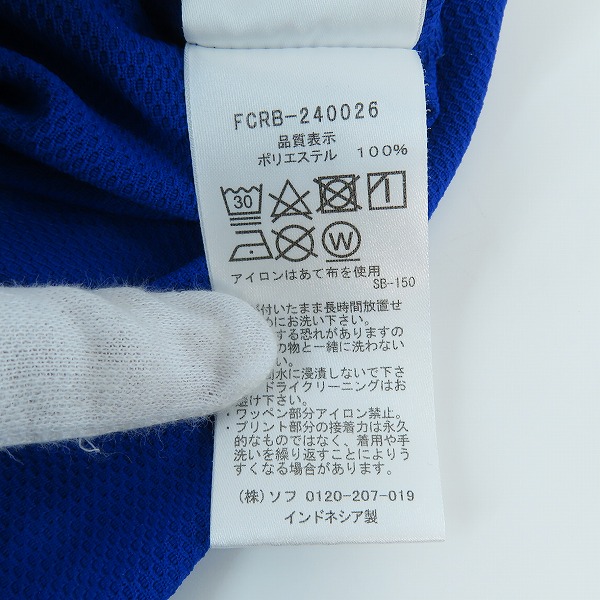 FCRB-240026
品質表示
ポリエステル 100%
30
W
アイロンはあて布を使用
SB-150
付いたまま長時間放置せ
めにお洗い下さい。
する恐れがありますの
の物と一緒に洗わない
い。
水に浸漬しないで下さ
ドライクリーニングはお
避け下さい。
・ワッペン部分アイロン禁止。
・プリント部分の接着力は永久
的なものではなく、着用や手
洗いを繰り返すことによりう
すくなる場合があります。
(株)ソフ 0120-207-019
インドネシア製